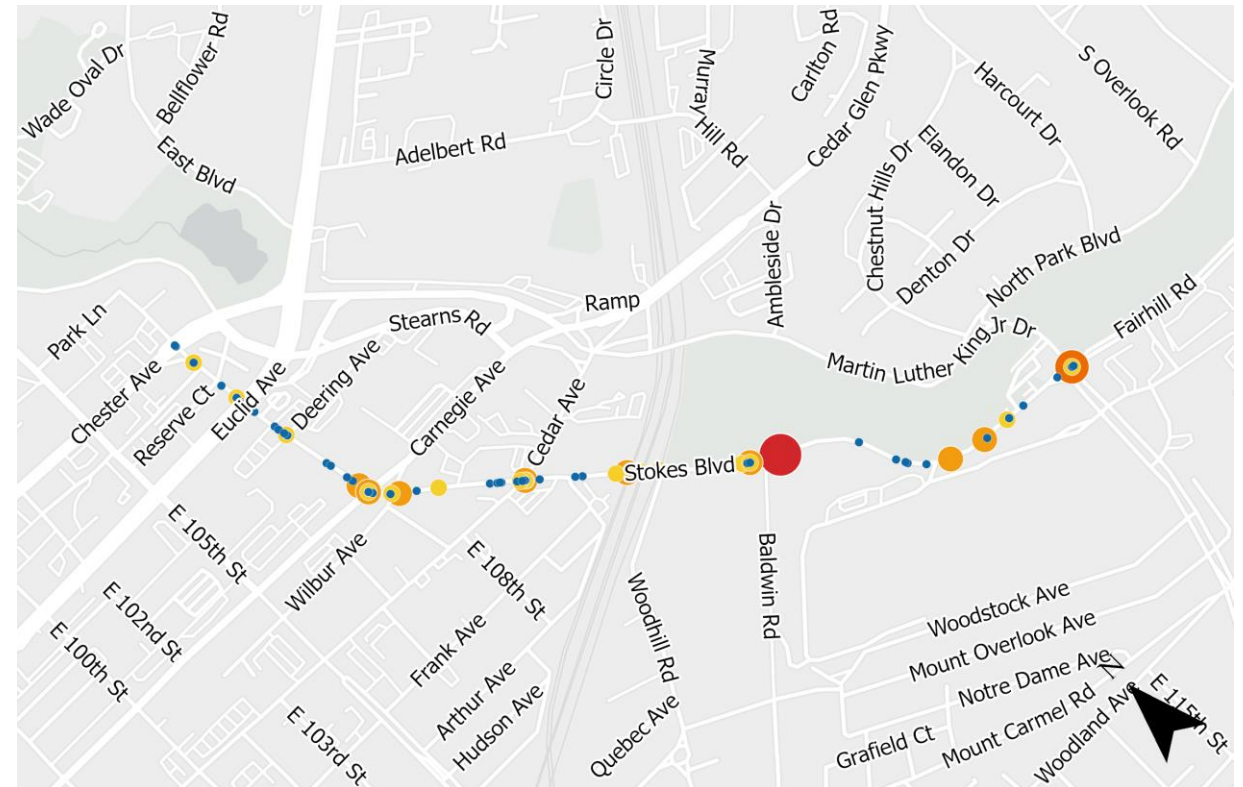 Wade Oval Dr
Bellflower Rd
East Blvd
Adelbert Rd
Circle Dr
Murray
Hill Rd
Carlton Rd
Cedar Glen Pkwy
Harcourt Dr
S Overlook Rd
Elandon Dr
Chestnut Hills Dr
Denton Dr
Ambleside Dr
North Park Blvd
Ramp
Stearns Rd
Park Ln
Chester Ave
Reserve Ct
Euclid Ave
Deering Ave
Carnegie Ave
Cedar Ave
Martin Luther King Jr Dr
Fairhill Rd
Stokes Blvd
E 105th St
Wilbur Ave
E 108th St
E 102nd St
E 100th St
Frank Ave
Arthur Ave
Hudson Ave
E 103rd St
Woodhill Rd
Quebec Ave
Baldwin Rd
Woodstock Ave
Mount Overlook Ave
Notre Dame Ave
Mount Carmel Rd
Grafield Ct
Woodland Ave
E 115th St
N